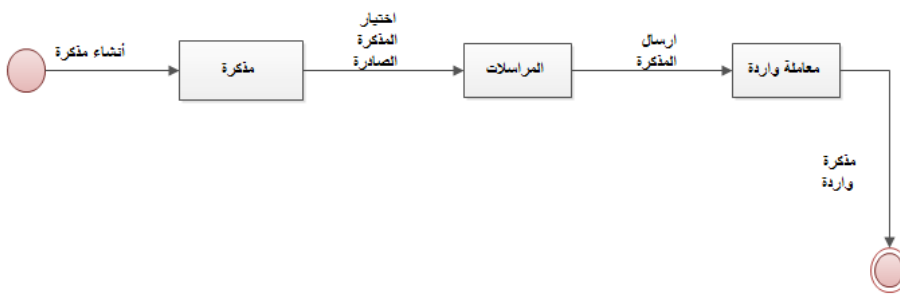 أنشاء مذكرة
مذكرة
اختيار
المذكرة
الصادرة
المراسلات
ارسال
المذكرة
معاملة واردة
مذكرة
واردة